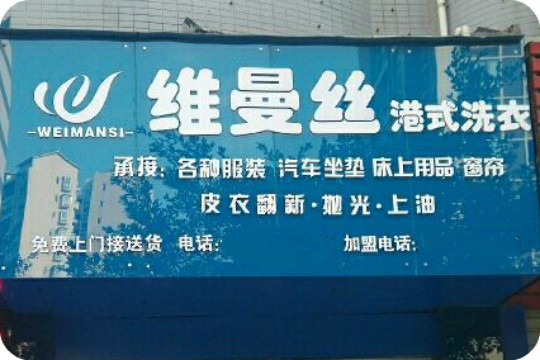 维曼丝 港式洗衣
-WEIMANSI-
承接: 各种服装 汽车坐垫 床上用品 窗帘
皮衣翻新·抛光·上油
免费上门接送货 电话: 加盟电话: